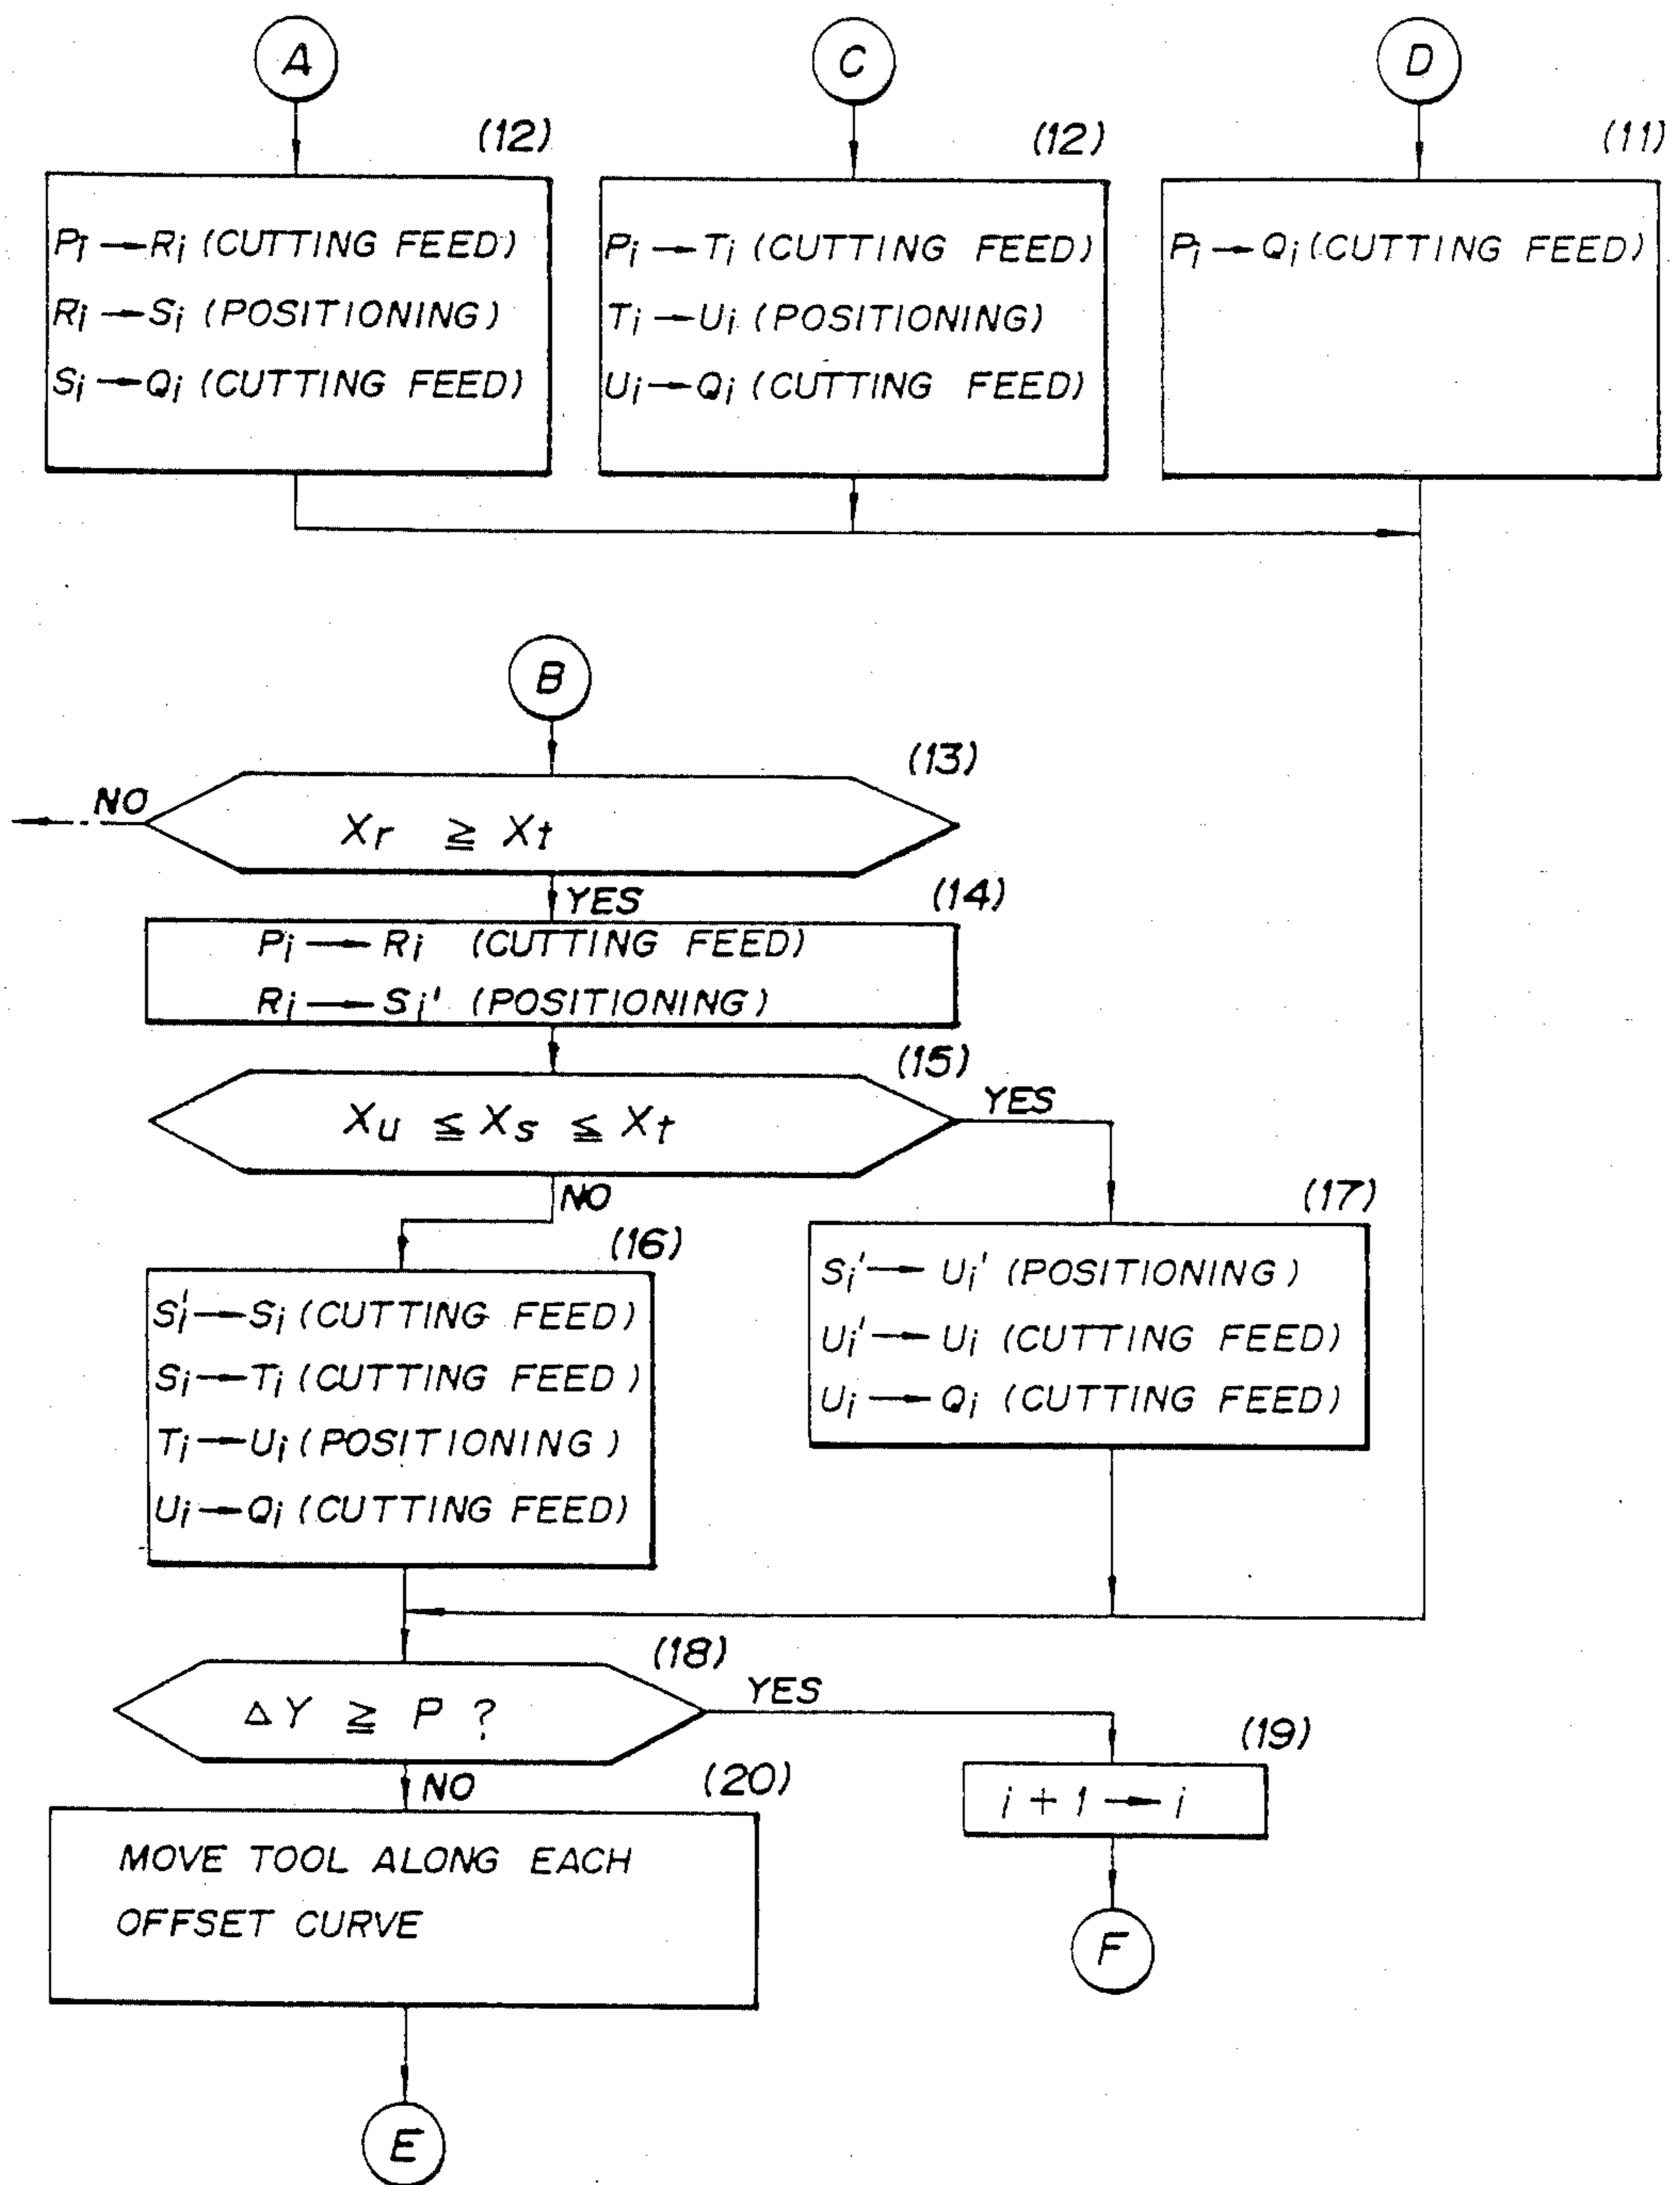 A
C
D
(12)
(12)
(11)
Pi → Ri (CUTTING FEED)
Ri → Si (POSITIONING)
Si → Qi (CUTTING FEED)
Pi → Ti (CUTTING FEED)
Ti → Ui (POSITIONING)
Ui → Qi (CUTTING FEED)
Pi → Qi (CUTTING FEED)
B
(13)
NO
Xr ≧ Xt
YES
(14)
Pi → Ri (CUTTING FEED)
Ri → Si' (POSITIONING)
(15)
Xu ≦ Xs ≦ Xt
YES
NO
(16)
Si' → Si (CUTTING FEED)
Si → Ti (CUTTING FEED)
Ti → Ui (POSITIONING)
Ui → Qi (CUTTING FEED)
(17)
Si' → Ui' (POSITIONING)
Ui' → Ui (CUTTING FEED)
Ui → Qi (CUTTING FEED)
(18)
ΔY ≧ P ?
YES
NO
(19)
i + 1 → i
F
(20)
MOVE TOOL ALONG EACH
OFFSET CURVE
E